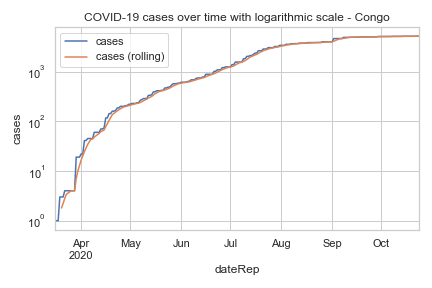 COVID-19 cases over time with logarithmic scale - Congo
cases
cases (rolling)
10³
10²
10¹
10⁰
cases
Apr May Jun Jul Aug Sep Oct
2020
dateRep